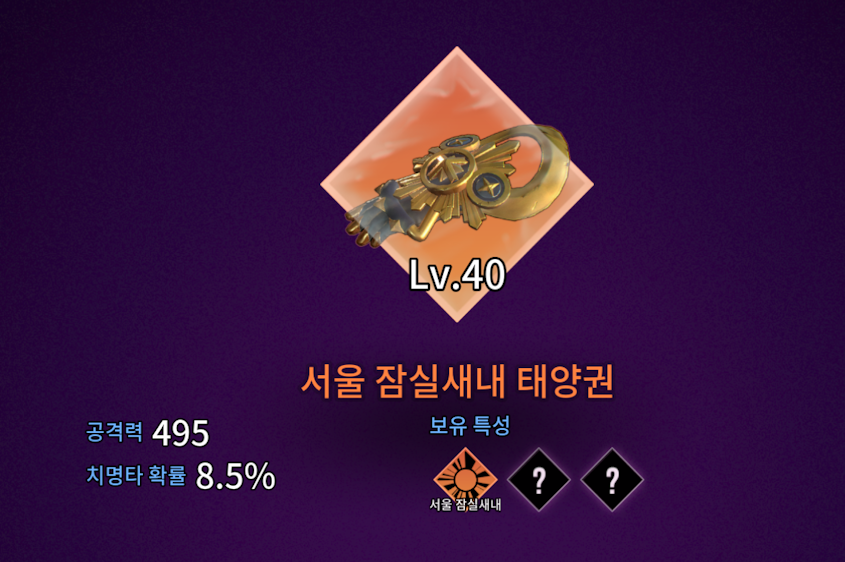 Lv.40
서울 잠실새내 태양권
공격력 495
치명타 확률 8.5%
보유 특성
? ?
서울 잠실새내